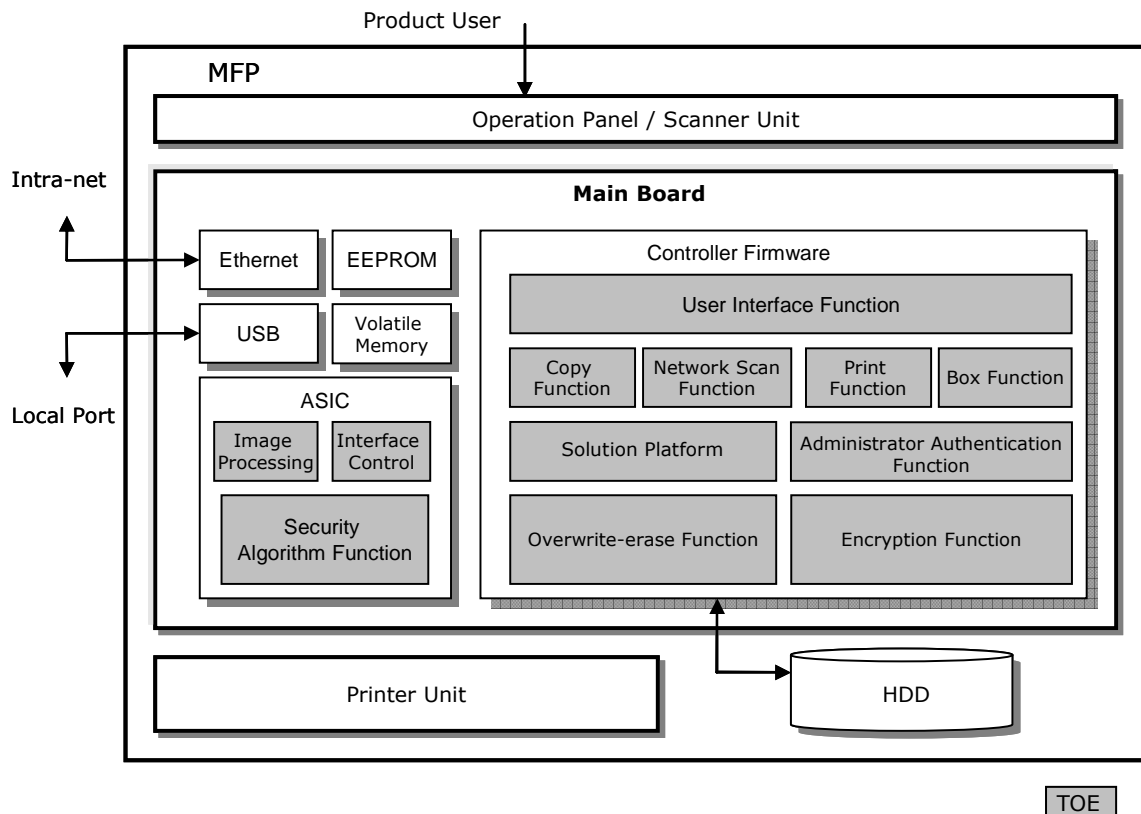 Product User
MFP
Operation Panel / Scanner Unit
Intra-net
Main Board
Ethernet
EEPROM
USB
Volatile
Memory
Local Port
ASIC
Image
Processing
Interface
Control
Security
Algorithm Function
Controller Firmware
User Interface Function
Copy
Function
Network Scan
Function
Print
Function
Box Function
Solution Platform
Administrator Authentication
Function
Overwrite-erase Function
Encryption Function
Printer Unit
HDD
TOE